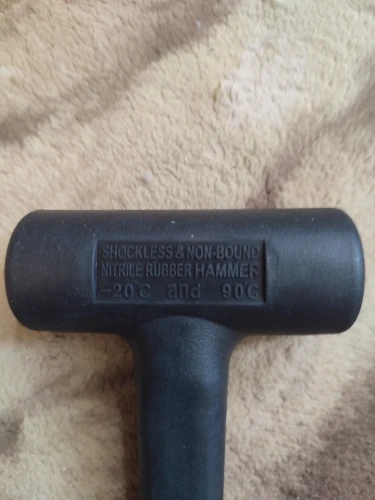 SHOCKLESS & NON-BOUND
NITRILE RUBBER HAMMER
-20 C and 90 C